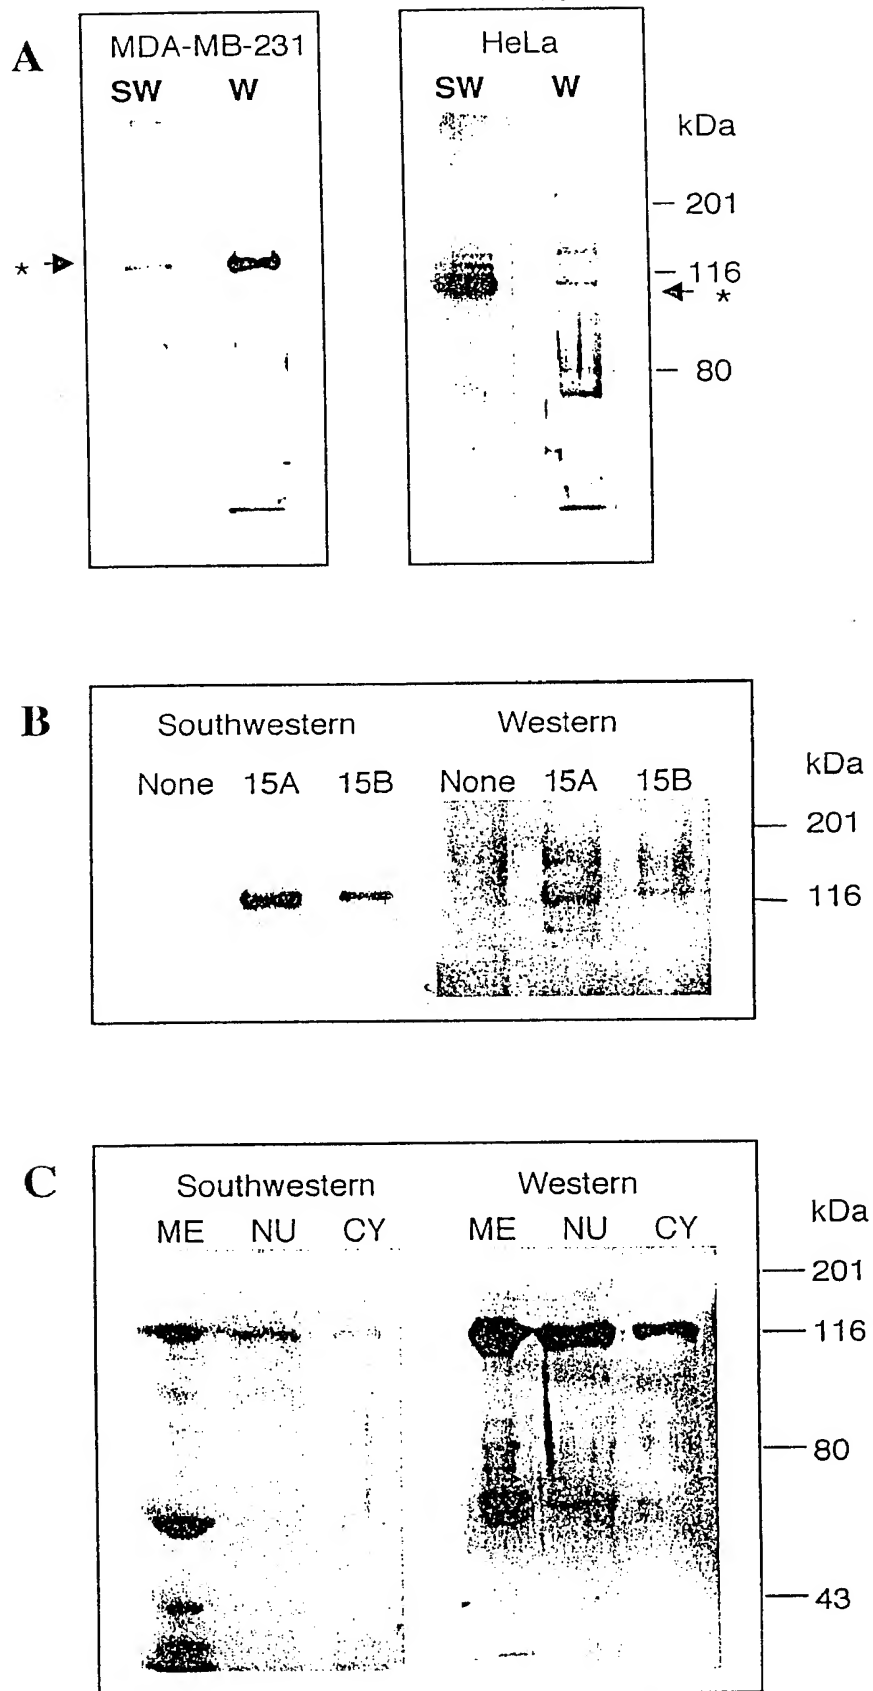 A
MDA-MB-231
SW W
*
HeLa
SW W
kDa
201
116
*
80
B
Southwestern Western
None 15A 15B None 15A 15B
kDa
201
116
C
Southwestern Western
ME NU CY ME NU CY
kDa
201
116
80
43